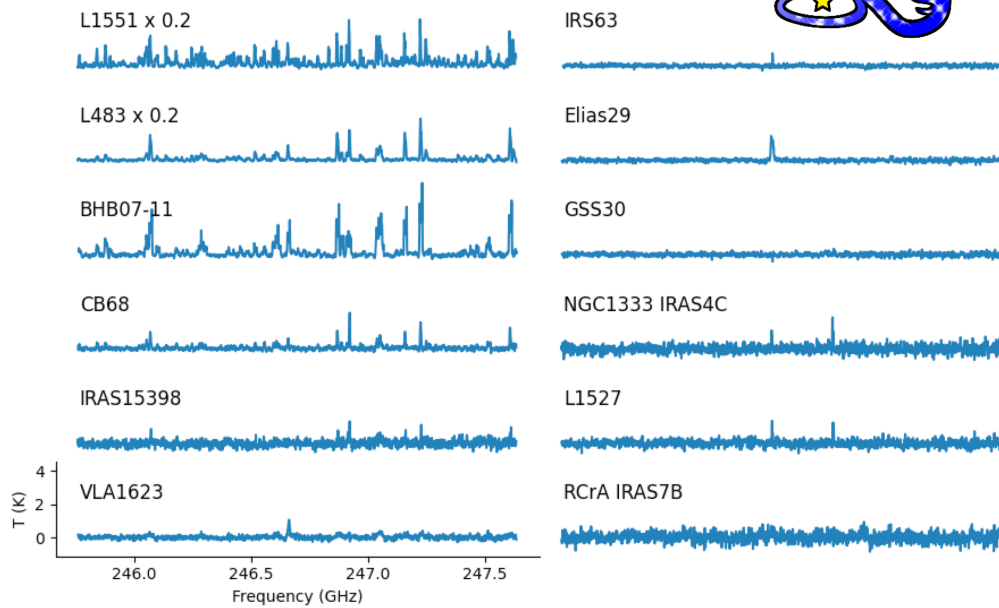 L1551 x 0.2
IRS63
L483 x 0.2
Elias29
BHB07-11
GSS30
CB68
NGC1333 IRAS4C
IRAS15398
L1527
VLA1623
RCrA IRAS7B
T (K)
4
2
0
246.0 246.5 247.0 247.5
Frequency (GHz)